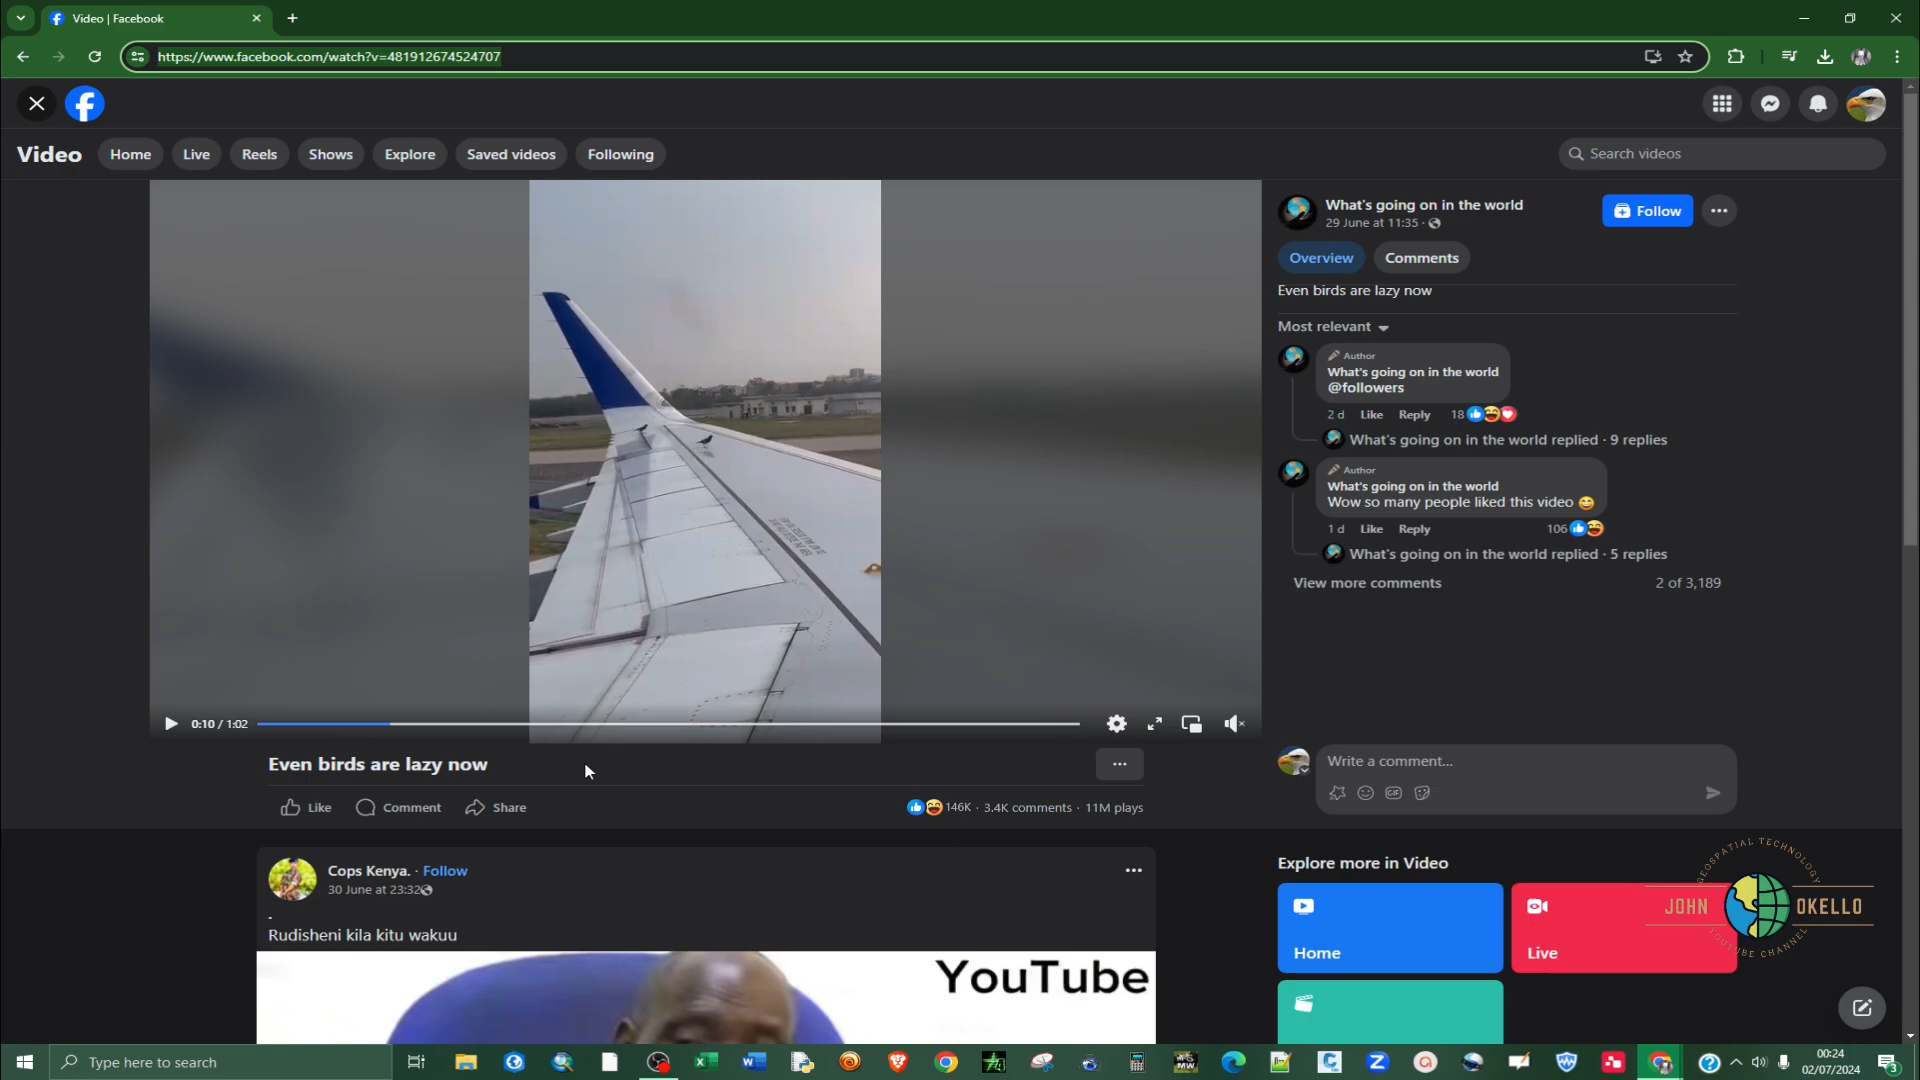 Video | Facebook
https://www.facebook.com/watch?v=481912674524707
Video
Home
Live
Reels
Shows
Explore
Saved videos
Following
Search videos
What's going on in the world
29 June at 11:35 ·
Follow
Overview
Comments
Even birds are lazy now
Most relevant
Author
What's going on in the world
@followers
2 d Like Reply 18
What's going on in the world replied · 9 replies
Author
What's going on in the world
Wow so many people liked this video 😅
1 d Like Reply 106
What's going on in the world replied · 5 replies
View more comments 2 of 3,189
0:10 / 1:02
Even birds are lazy now
Like Comment Share
146K · 3.4K comments · 11M plays
Write a comment...
GIF
Cops Kenya. · Follow
30 June at 23:32
.
Rudisheni kila kitu wakuu
YouTube
Explore more in Video
Home
Live
GEOSPATIAL TECHNOLOGY
JOHN OKELLO
YOUTUBE CHANNEL
Type here to search
00:24
02/07/2024
3